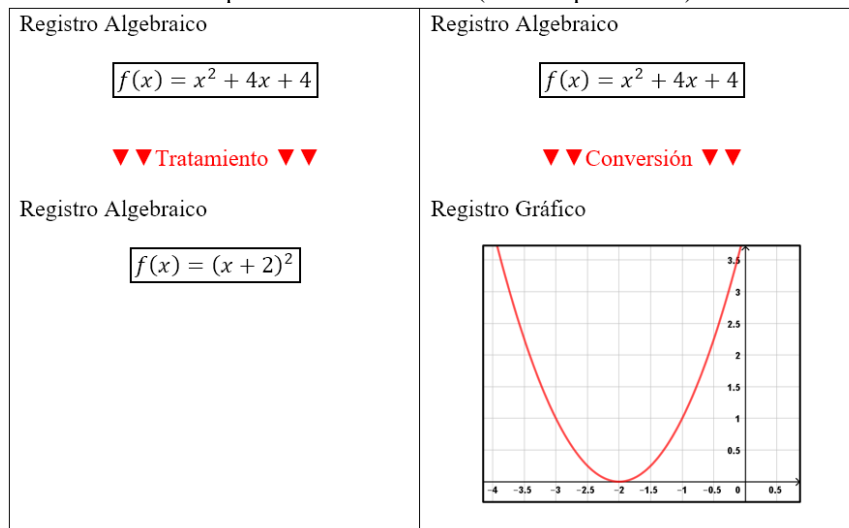 Registro Algebraico
f(x) = x² + 4x + 4
▼▼Tratamiento ▼▼
Registro Algebraico
f(x) = (x + 2)²
Registro Algebraico
f(x) = x² + 4x + 4
▼▼Conversión ▼▼
Registro Gráfico
3.5
3
2.5
2
1.5
1
0.5
-4 -3.5 -3 -2.5 -2 -1.5 -1 -0.5 0 0.5